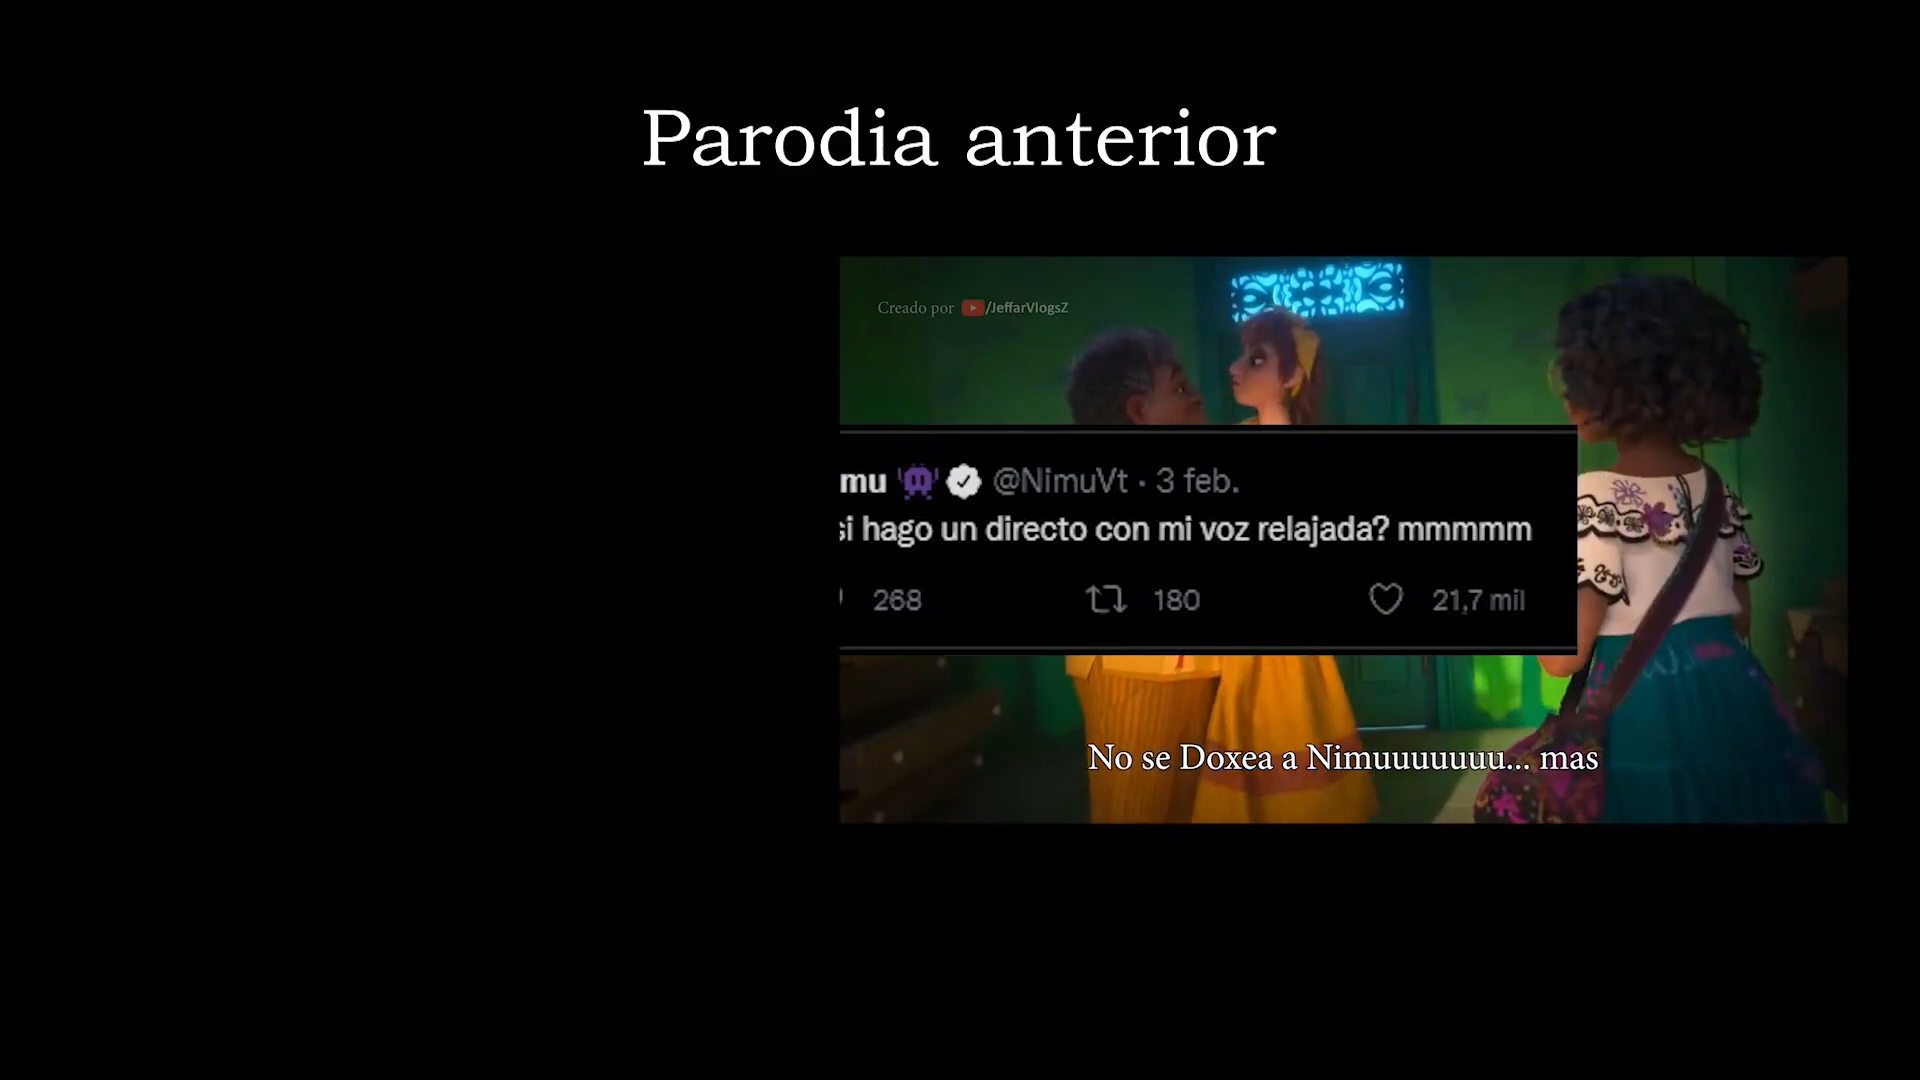 Parodia anterior
Creado por /JeffarVlogsZ
mu @NimuVt · 3 feb.
si hago un directo con mi voz relajada? mmmmm
268 180 21,7 mil
No se Doxea a Nimuuuuuuu... mas